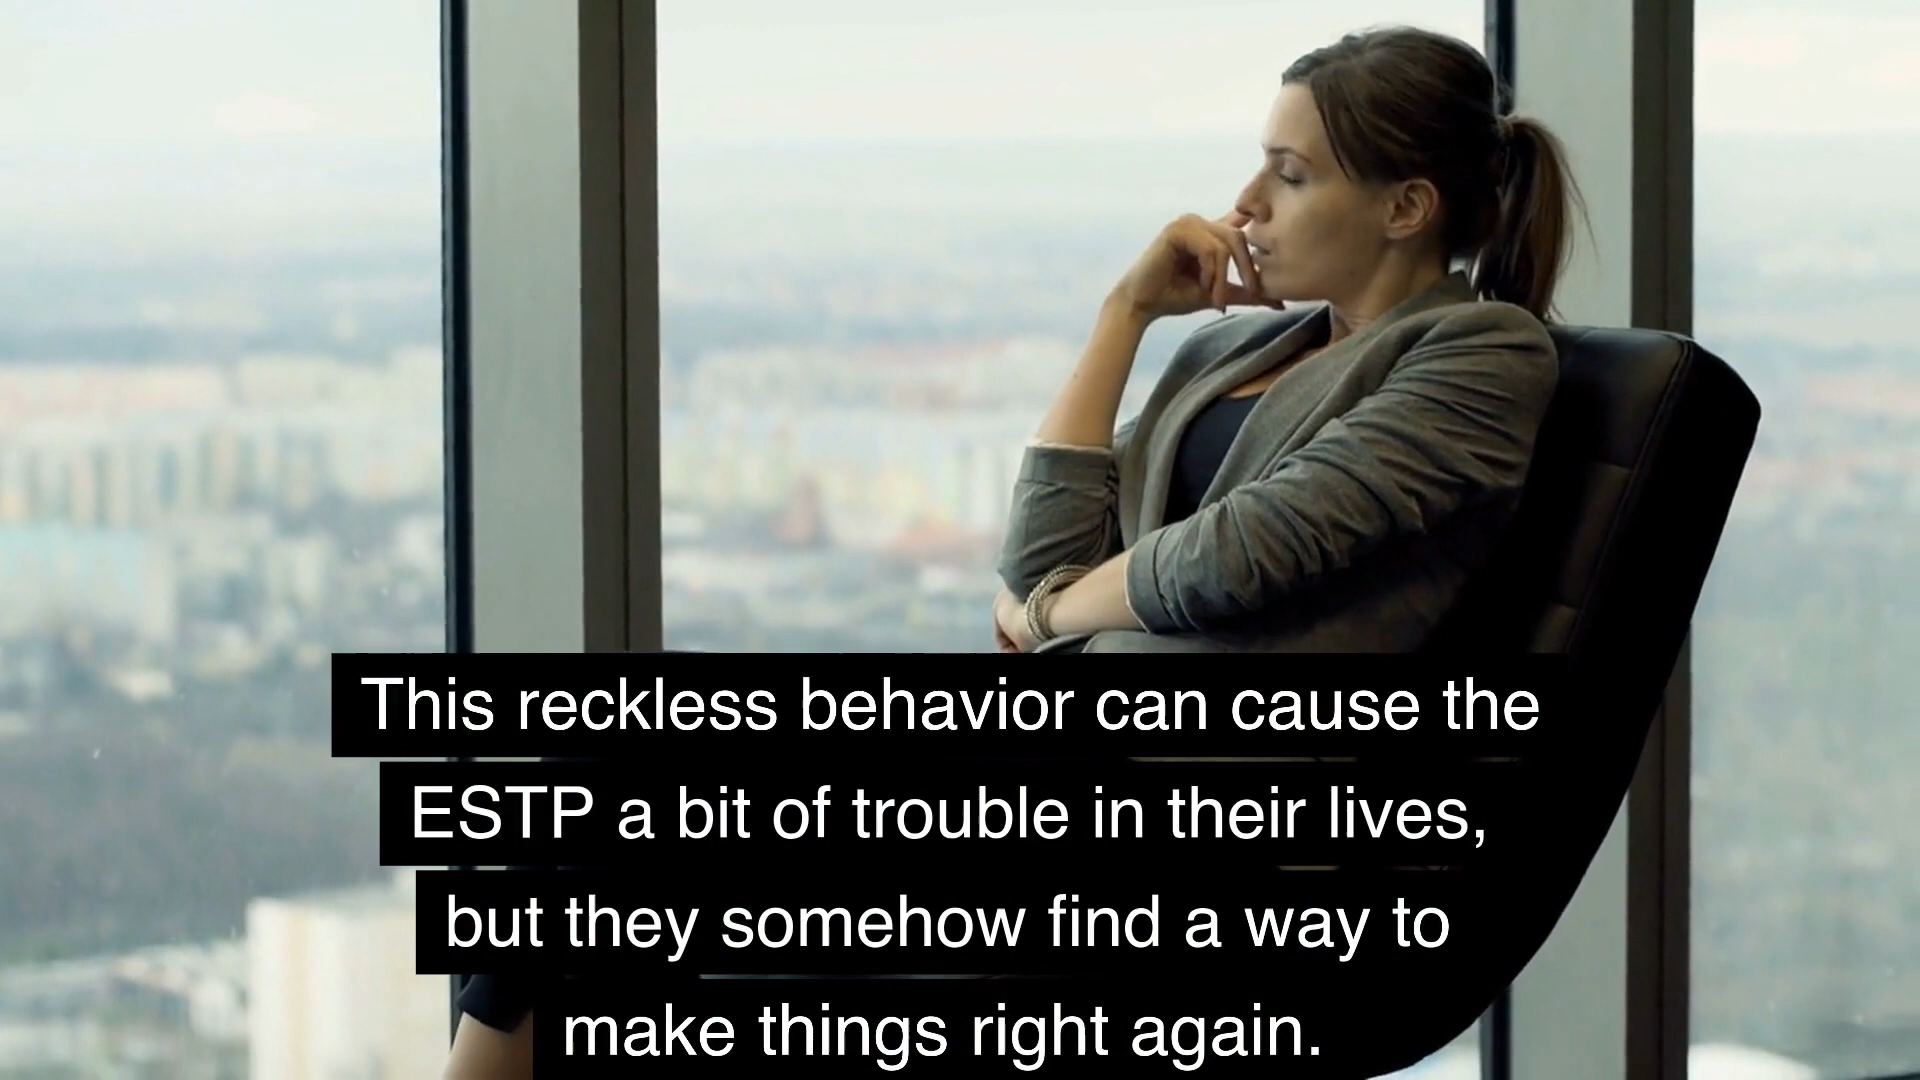 This reckless behavior can cause the
ESTP a bit of trouble in their lives,
but they somehow find a way to
make things right again.